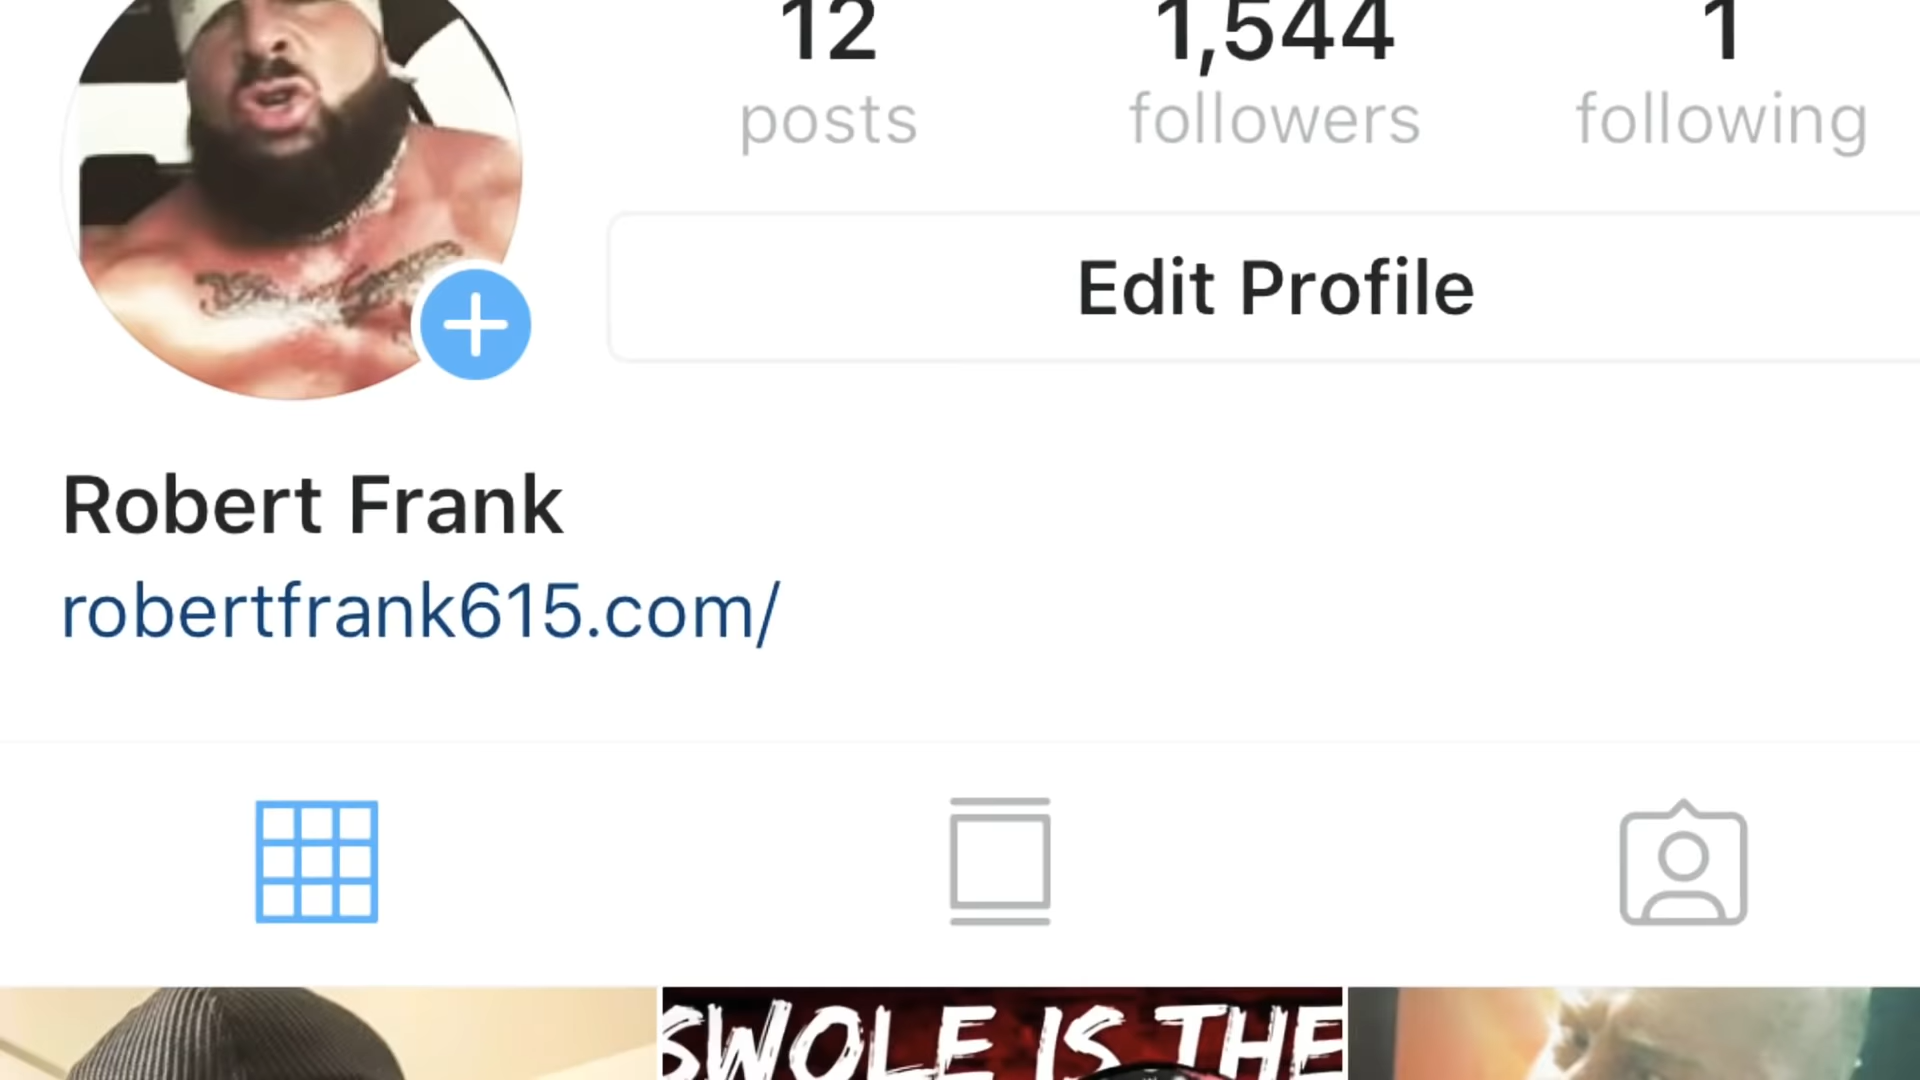 12 1,544 1
posts followers following
Edit Profile
Robert Frank
robertfrank615.com/
SWOLE IS THE